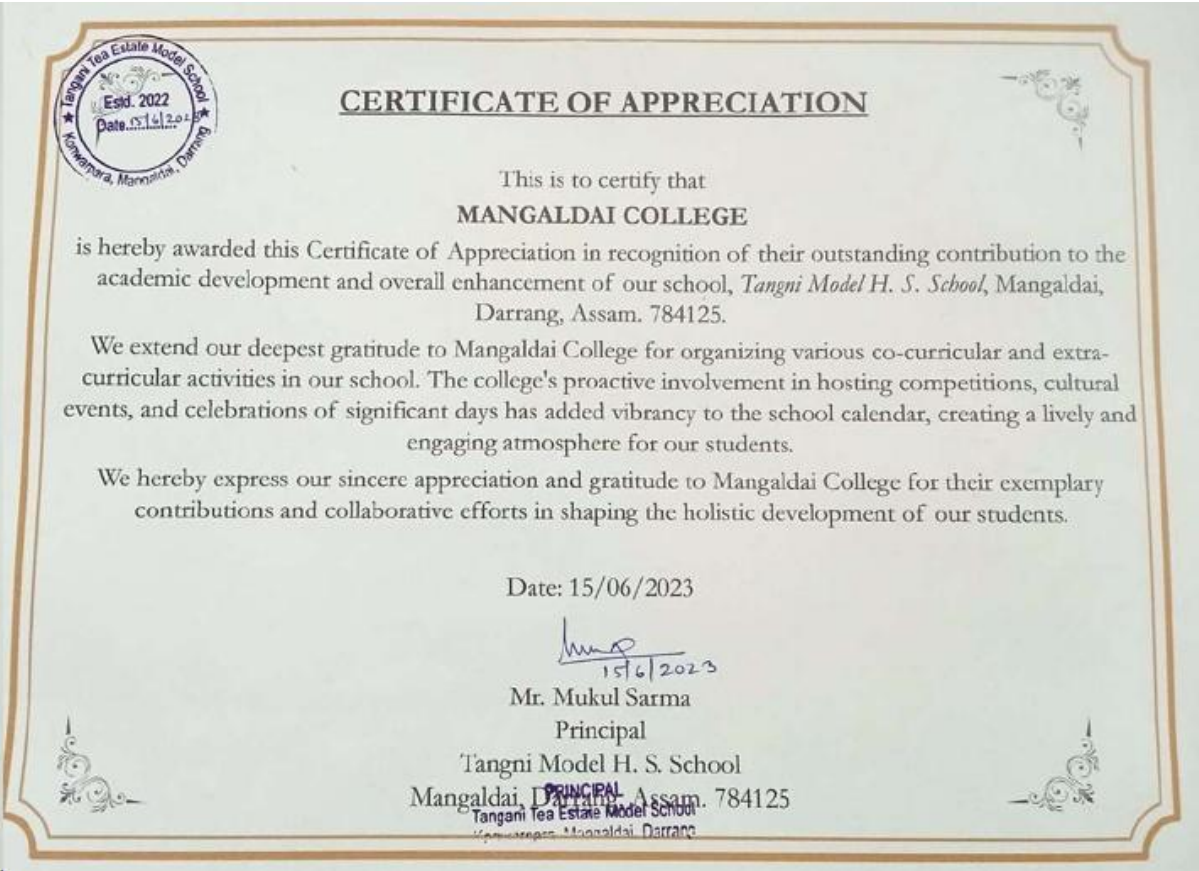 Tangani Tea Estate Model School
Estd. 2022
Date 15/6/2023
Konwarpara, Mangaldai, Darrang
CERTIFICATE OF APPRECIATION
This is to certify that
MANGALDAI COLLEGE
is hereby awarded this Certificate of Appreciation in recognition of their outstanding contribution to the
academic development and overall enhancement of our school, Tangni Model H. S. School, Mangaldai,
Darrang, Assam. 784125.
We extend our deepest gratitude to Mangaldai College for organizing various co-curricular and extra-
curricular activities in our school. The college's proactive involvement in hosting competitions, cultural
events, and celebrations of significant days has added vibrancy to the school calendar, creating a lively and
engaging atmosphere for our students.
We hereby express our sincere appreciation and gratitude to Mangaldai College for their exemplary
contributions and collaborative efforts in shaping the holistic development of our students.
Date: 15/06/2023
15/6/2023
Mr. Mukul Sarma
Principal
Tangni Model H. S. School
Mangaldai, Darrang, Assam. 784125
PRINCIPAL
Tangani Tea Estate Model School
Mangaldai, Darrang